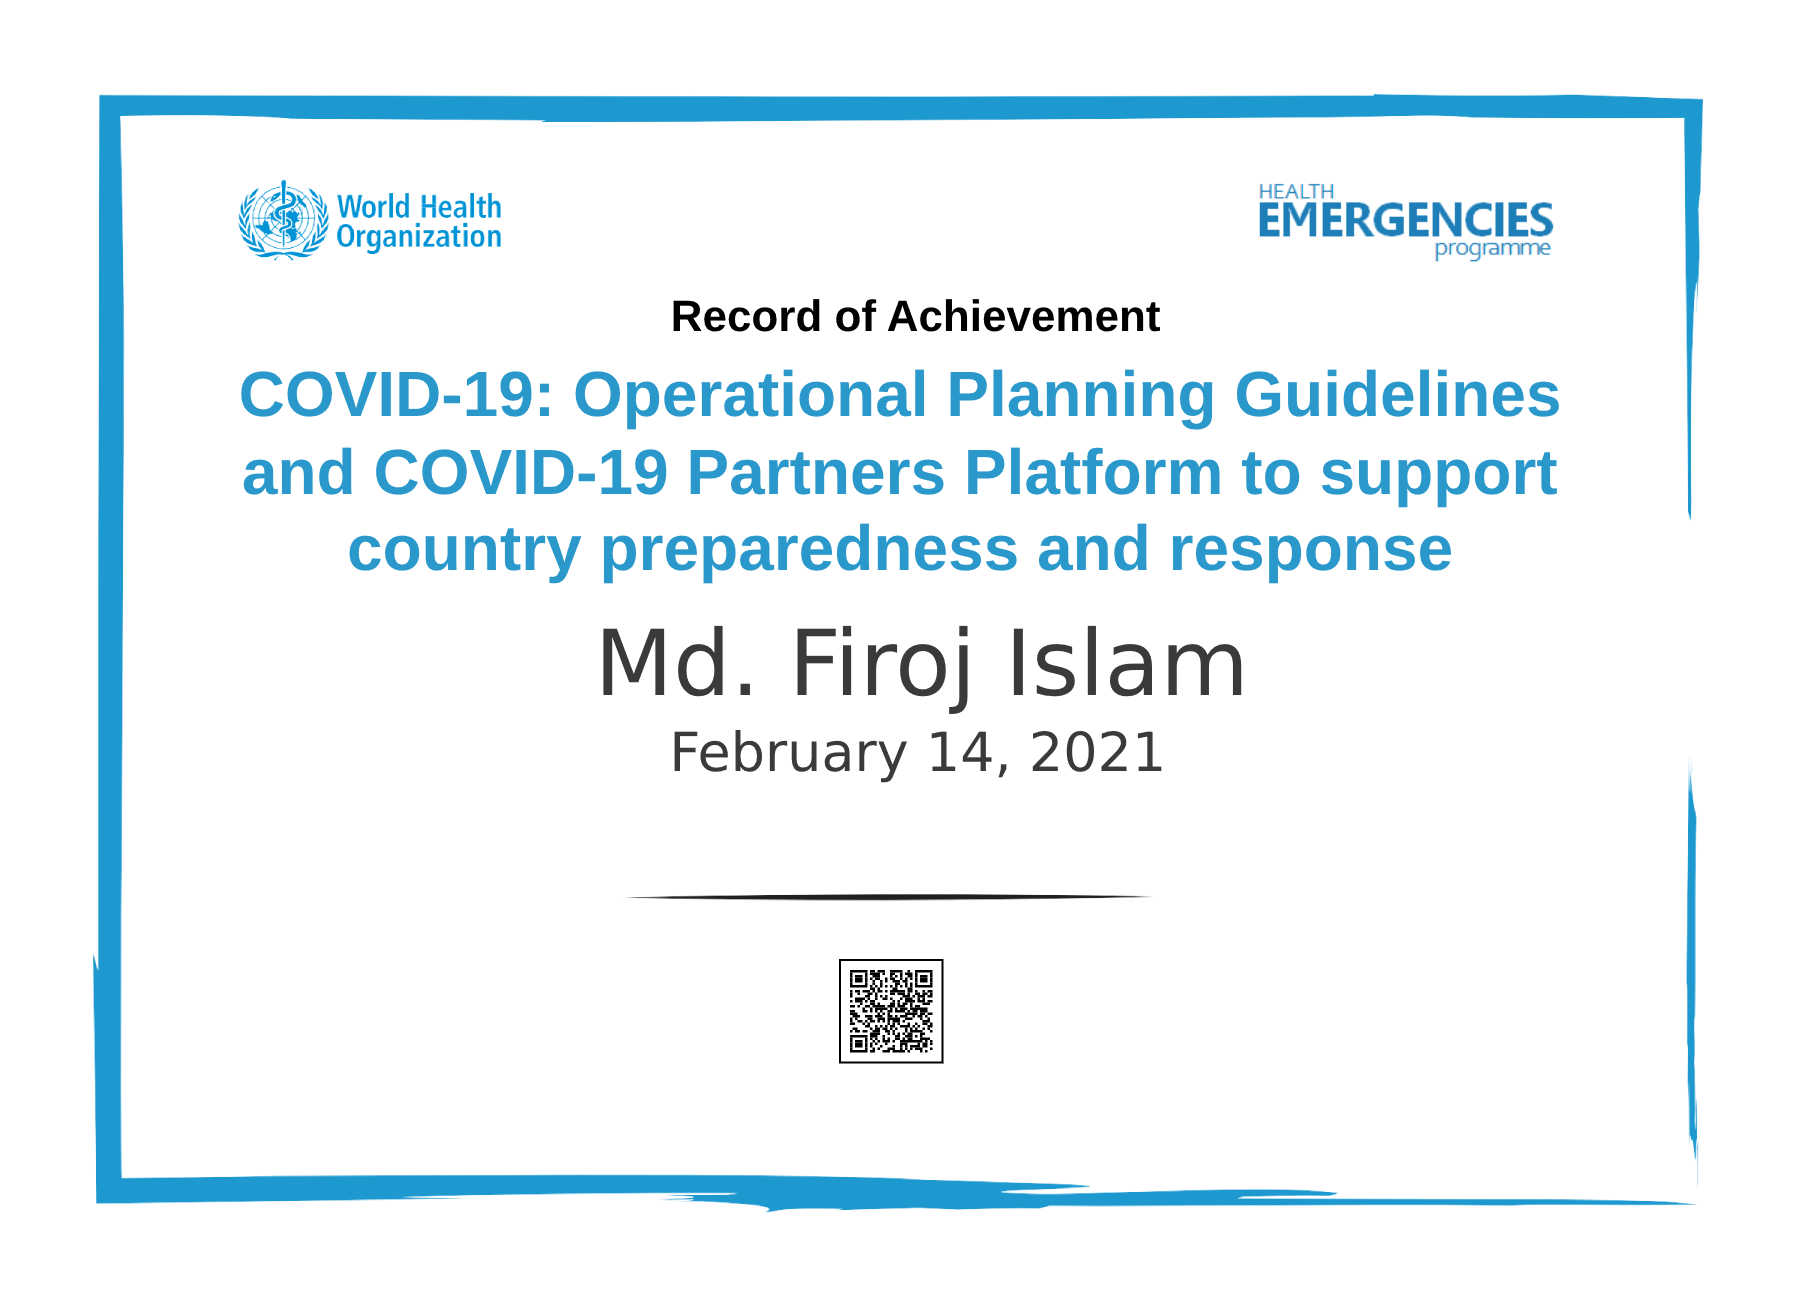 World Health
Organization
HEALTH
EMERGENCIES
programme
Record of Achievement
COVID-19: Operational Planning Guidelines
and COVID-19 Partners Platform to support
country preparedness and response
Md. Firoj Islam
February 14, 2021